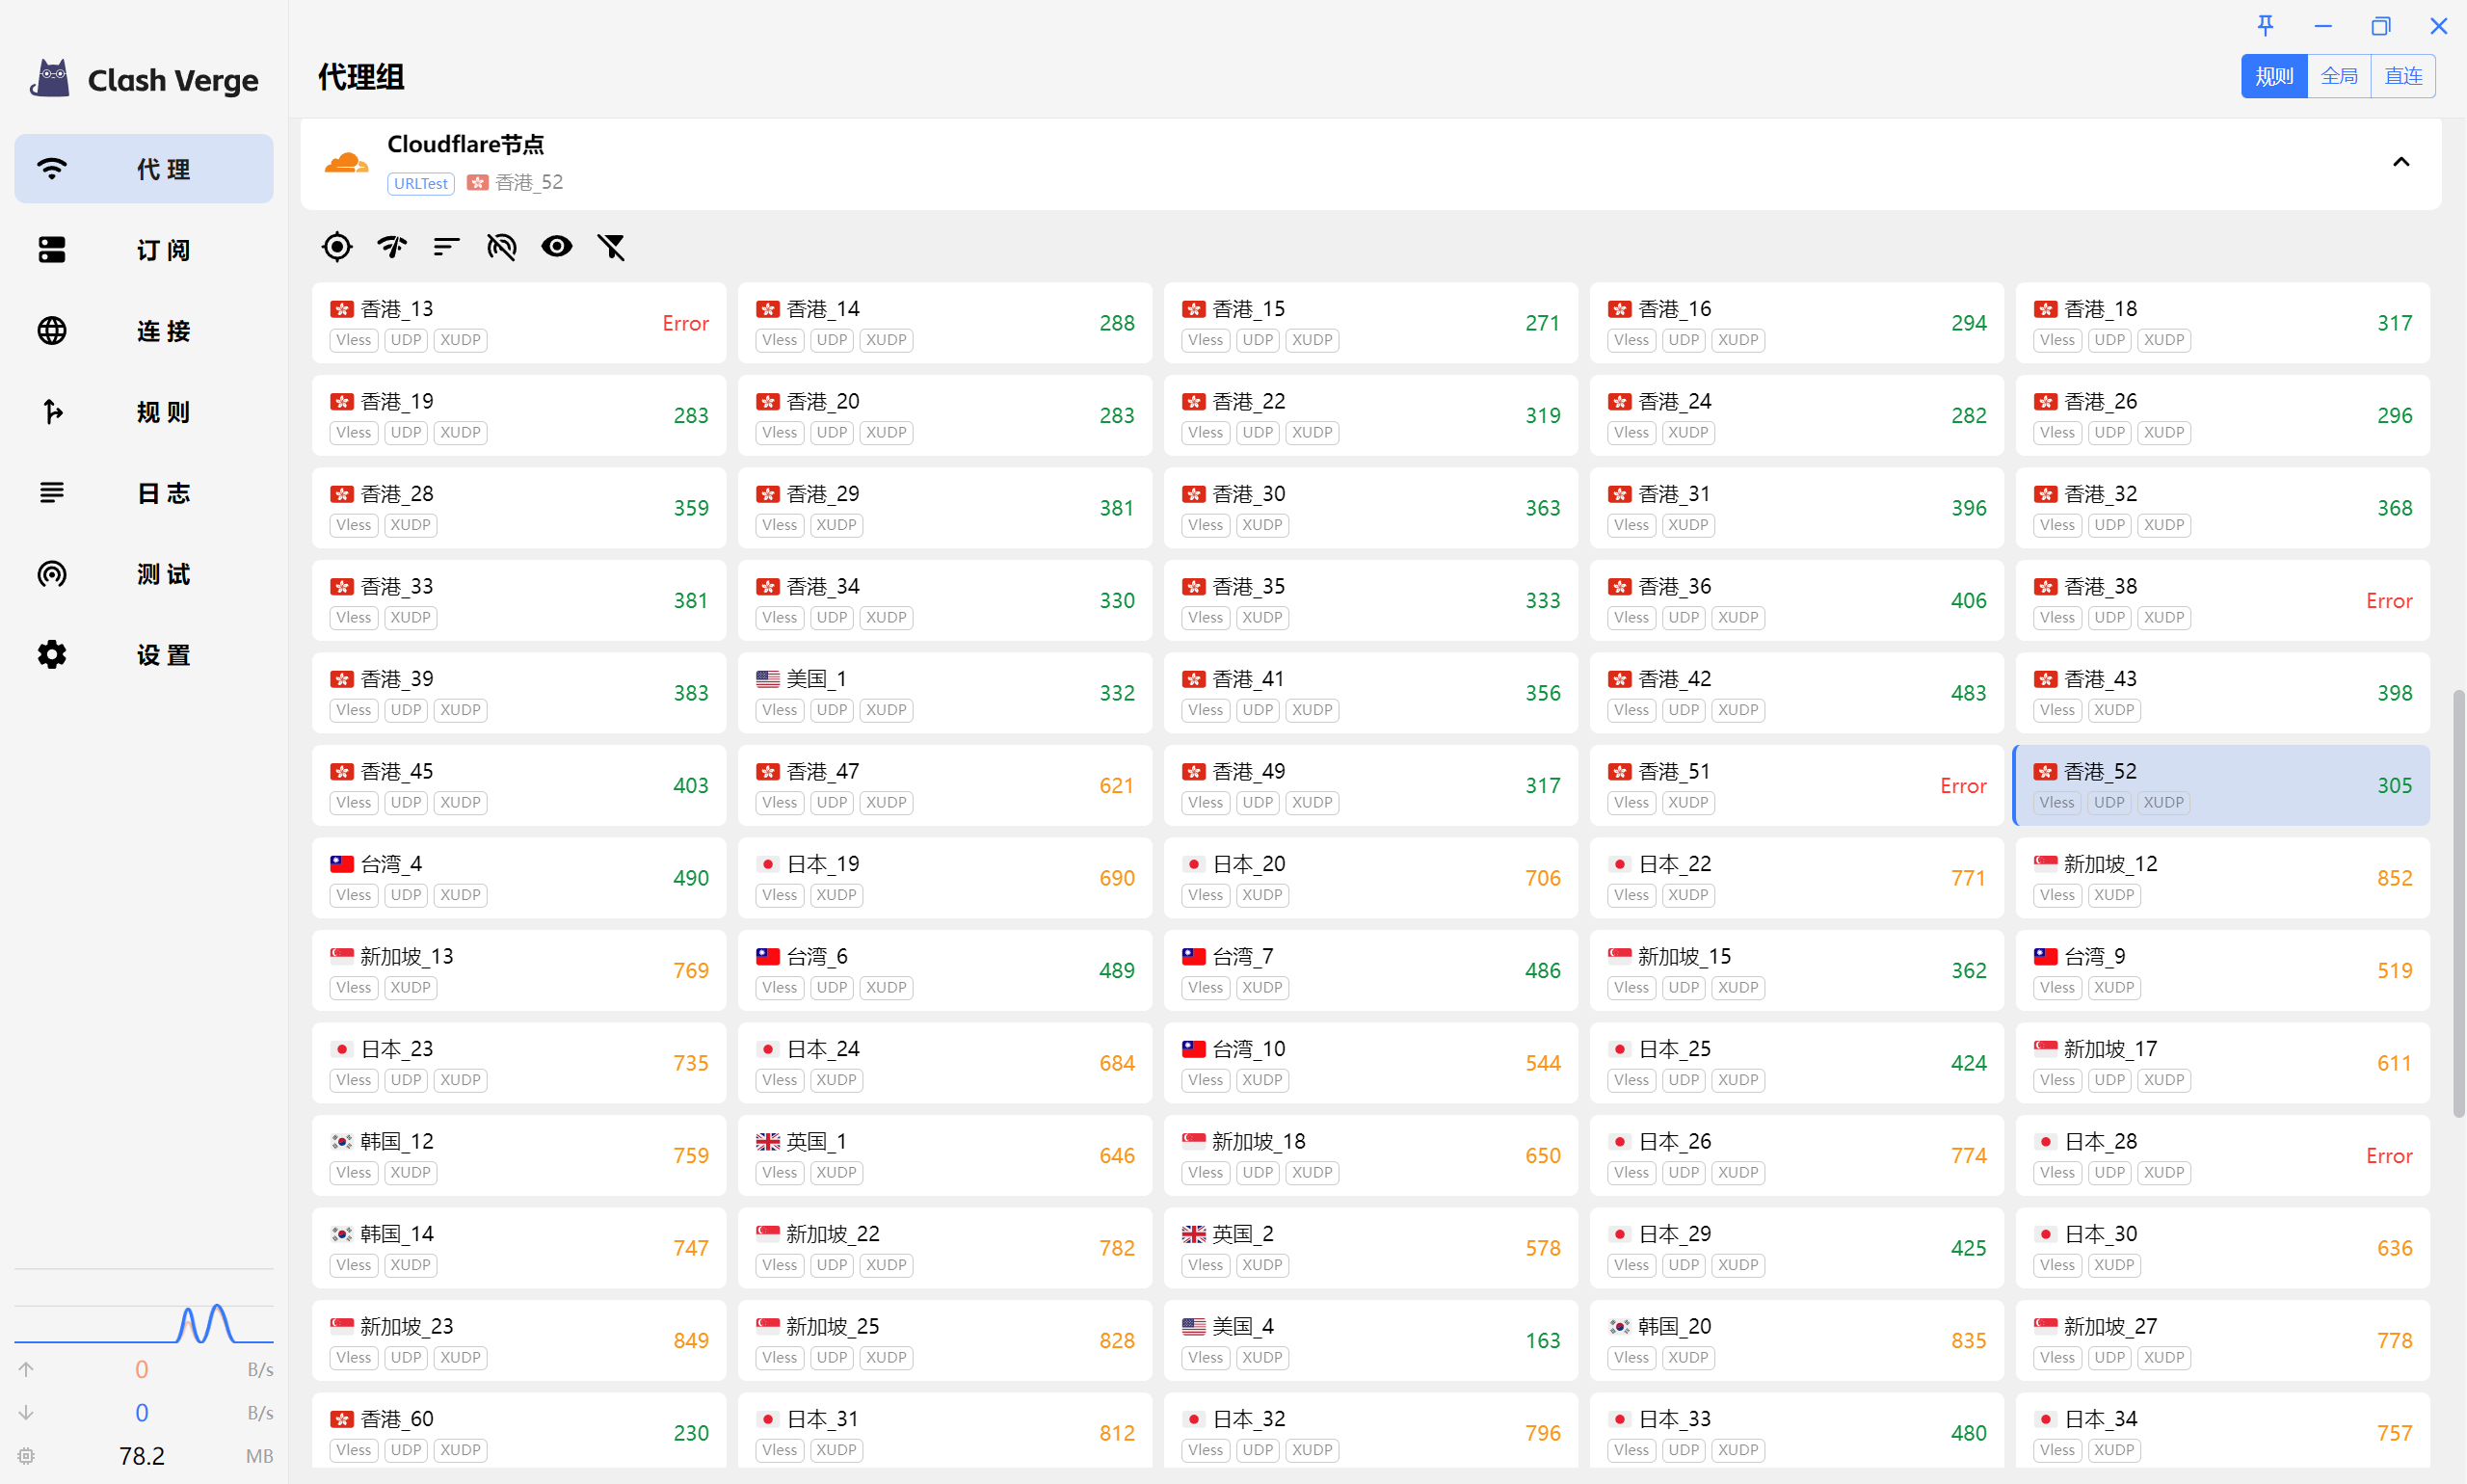 Clash Verge
代 理
订 阅
连 接
规 则
日 志
测 试
设 置
0 B/s
0 B/s
78.2 MB
代理组
规则 全局 直连
Cloudflare节点
URLTest 香港_52
香港_13 Error
Vless UDP XUDP
香港_14 288
Vless UDP XUDP
香港_15 271
Vless UDP XUDP
香港_16 294
Vless UDP XUDP
香港_18 317
Vless UDP XUDP
香港_19 283
Vless UDP XUDP
香港_20 283
Vless UDP XUDP
香港_22 319
Vless UDP XUDP
香港_24 282
Vless XUDP
香港_26 296
Vless UDP XUDP
香港_28 359
Vless XUDP
香港_29 381
Vless XUDP
香港_30 363
Vless XUDP
香港_31 396
Vless XUDP
香港_32 368
Vless UDP XUDP
香港_33 381
Vless XUDP
香港_34 330
Vless UDP XUDP
香港_35 333
Vless XUDP
香港_36 406
Vless UDP XUDP
香港_38 Error
Vless UDP XUDP
香港_39 383
Vless UDP XUDP
美国_1 332
Vless UDP XUDP
香港_41 356
Vless UDP XUDP
香港_42 483
Vless UDP XUDP
香港_43 398
Vless XUDP
香港_45 403
Vless UDP XUDP
香港_47 621
Vless UDP XUDP
香港_49 317
Vless UDP XUDP
香港_51 Error
Vless XUDP
香港_52 305
Vless UDP XUDP
台湾_4 490
Vless UDP XUDP
日本_19 690
Vless XUDP
日本_20 706
Vless XUDP
日本_22 771
Vless XUDP
新加坡_12 852
Vless XUDP
新加坡_13 769
Vless XUDP
台湾_6 489
Vless UDP XUDP
台湾_7 486
Vless XUDP
新加坡_15 362
Vless UDP XUDP
台湾_9 519
Vless XUDP
日本_23 735
Vless UDP XUDP
日本_24 684
Vless XUDP
台湾_10 544
Vless XUDP
日本_25 424
Vless UDP XUDP
新加坡_17 611
Vless UDP XUDP
韩国_12 759
Vless XUDP
英国_1 646
Vless XUDP
新加坡_18 650
Vless UDP XUDP
日本_26 774
Vless UDP XUDP
日本_28 Error
Vless UDP XUDP
韩国_14 747
Vless XUDP
新加坡_22 782
Vless UDP XUDP
英国_2 578
Vless XUDP
日本_29 425
Vless UDP XUDP
日本_30 636
Vless XUDP
新加坡_23 849
Vless UDP XUDP
新加坡_25 828
Vless UDP XUDP
美国_4 163
Vless XUDP
韩国_20 835
Vless XUDP
新加坡_27 778
Vless UDP XUDP
香港_60 230
Vless UDP XUDP
日本_31 812
Vless XUDP
日本_32 796
Vless UDP XUDP
日本_33 480
Vless UDP XUDP
日本_34 757
Vless XUDP